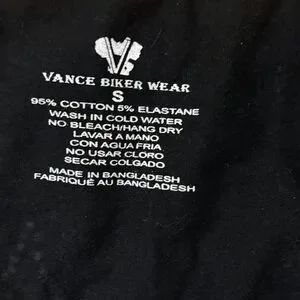 VANCE BIKER WEAR
S
95% COTTON 5% ELASTANE
WASH IN COLD WATER
NO BLEACH/HANG DRY
LAVAR A MANO
CON AGUA FRIA
NO USAR CLORO
SECAR COLGADO
MADE IN BANGLADESH
FABRIQUÉ AU BANGLADESH